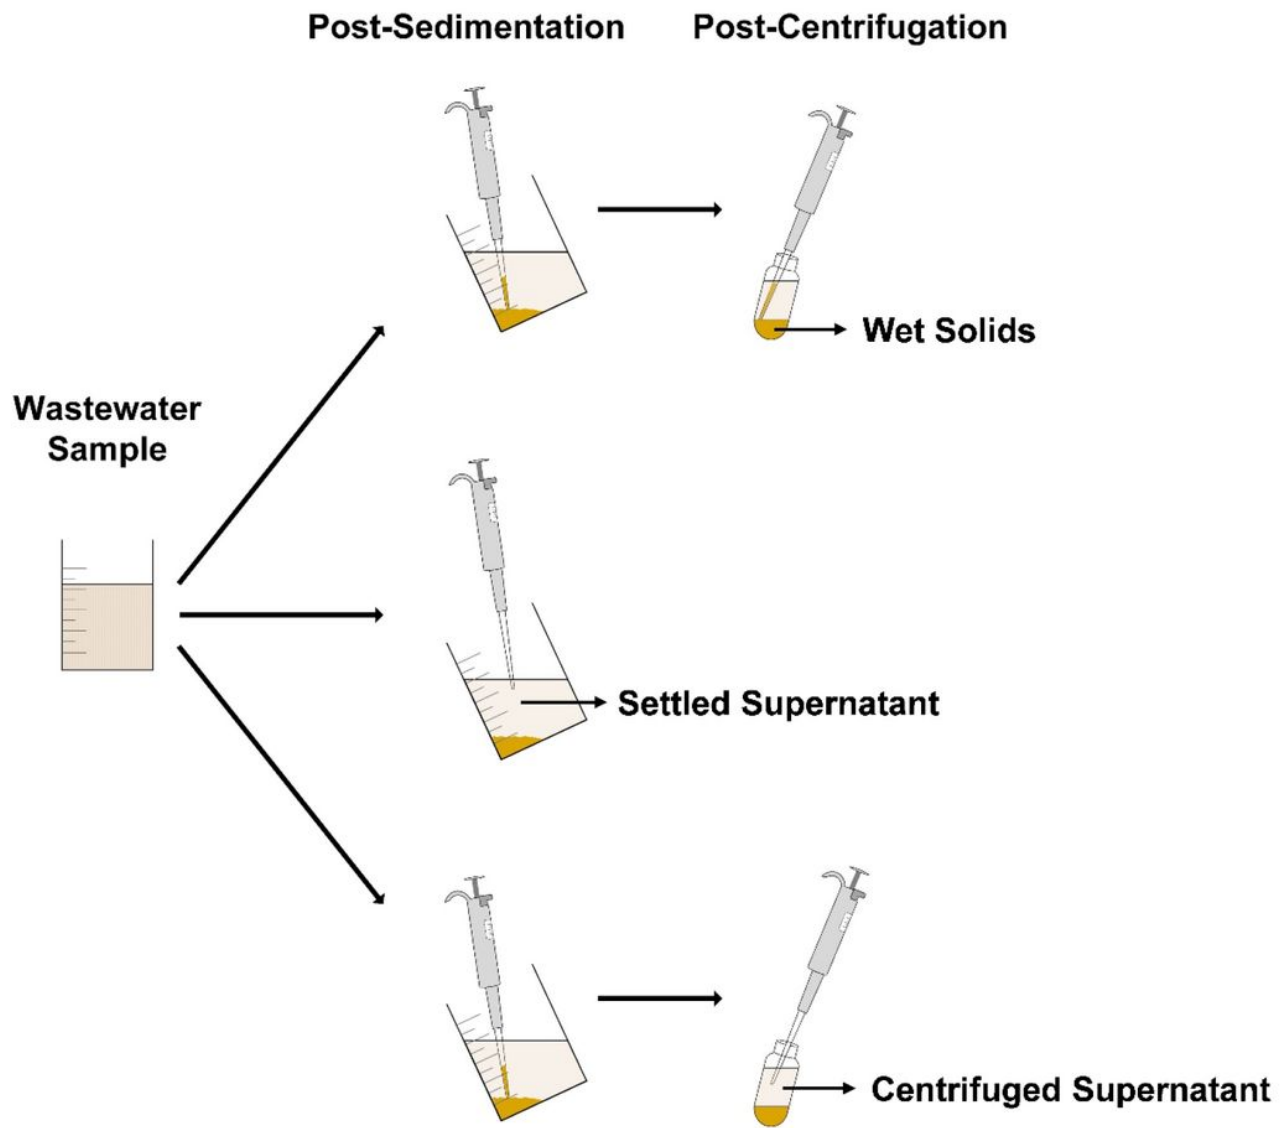 Post-Sedimentation
Post-Centrifugation
Wet Solids
Wastewater
Sample
Settled Supernatant
Centrifuged Supernatant